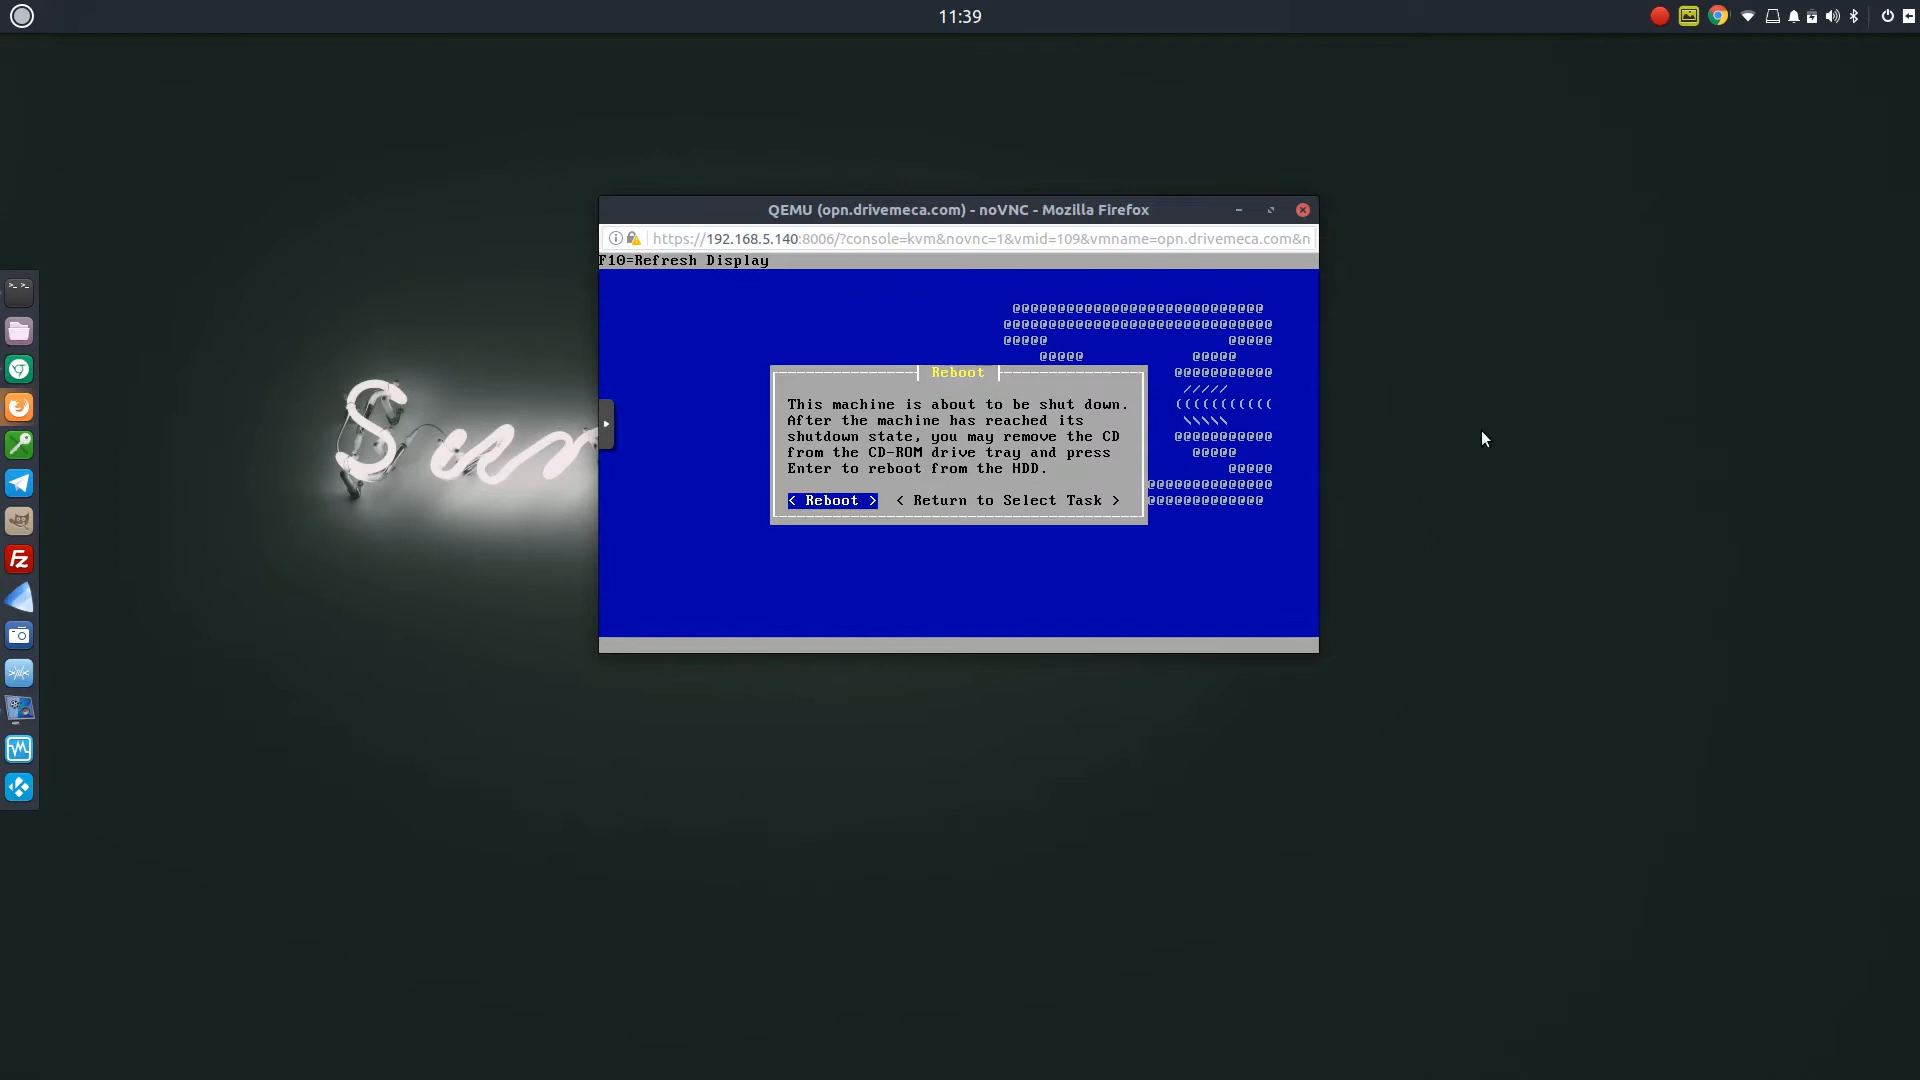 11:39
QEMU (opn.drivemeca.com) - noVNC - Mozilla Firefox
https://192.168.5.140:8006/?console=kvm&novnc=1&vmid=109&vmname=opn.drivemeca.com&n
F10=Refresh Display
@@@@@@@@@@@@@@@@@@@@@@@@@@@@
@@@@@@@@@@@@@@@@@@@@@@@@@@@@@@
@@@@@ @@@@@
@@@@@ @@@@@
Reboot
@@@@@@@@@@@
/////
This machine is about to be shut down.
(((((((((((
After the machine has reached its
\\\\\
shutdown state, you may remove the CD
@@@@@@@@@@@
from the CD-ROM drive tray and press
@@@@@
Enter to reboot from the HDD.
@@@@@
@@@@@@@@@@@@@@
< Reboot > < Return to Select Task >
@@@@@@@@@@@@@
Sun
Fz